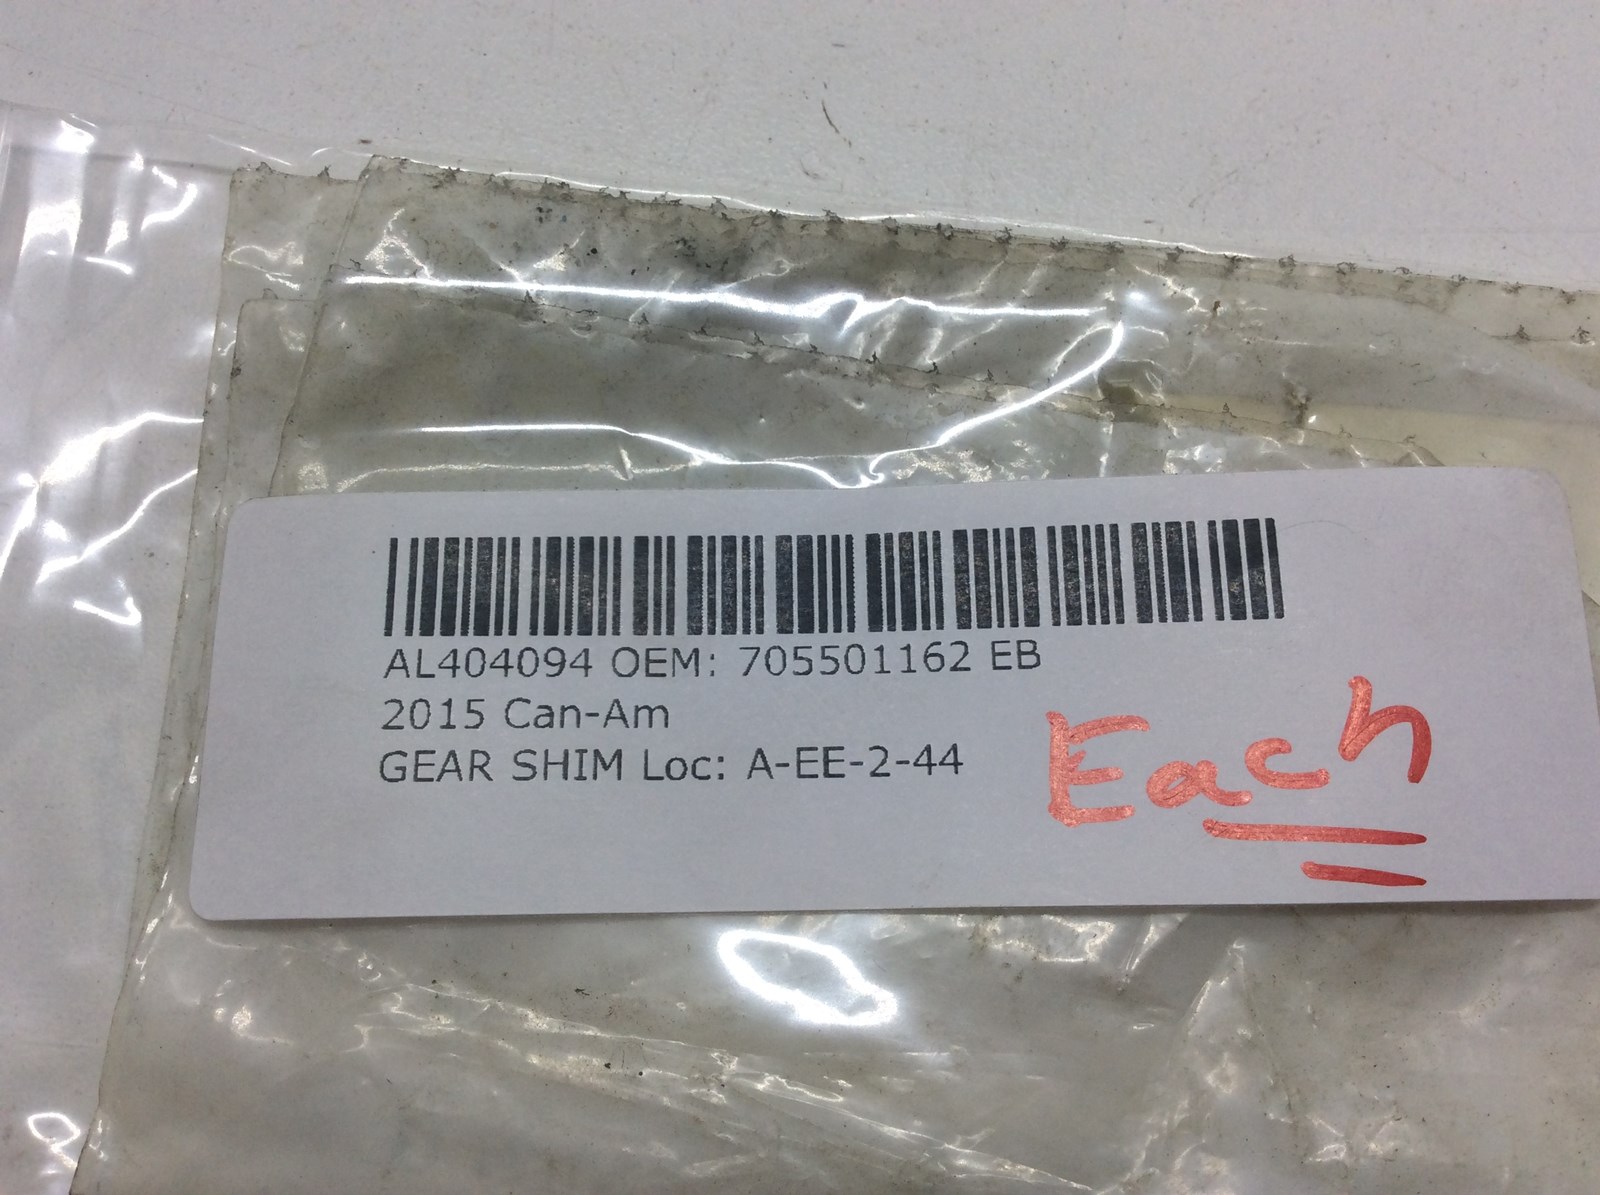 AL404094 OEM: 705501162 EB
2015 Can-Am
GEAR SHIM Loc: A-EE-2-44
Each